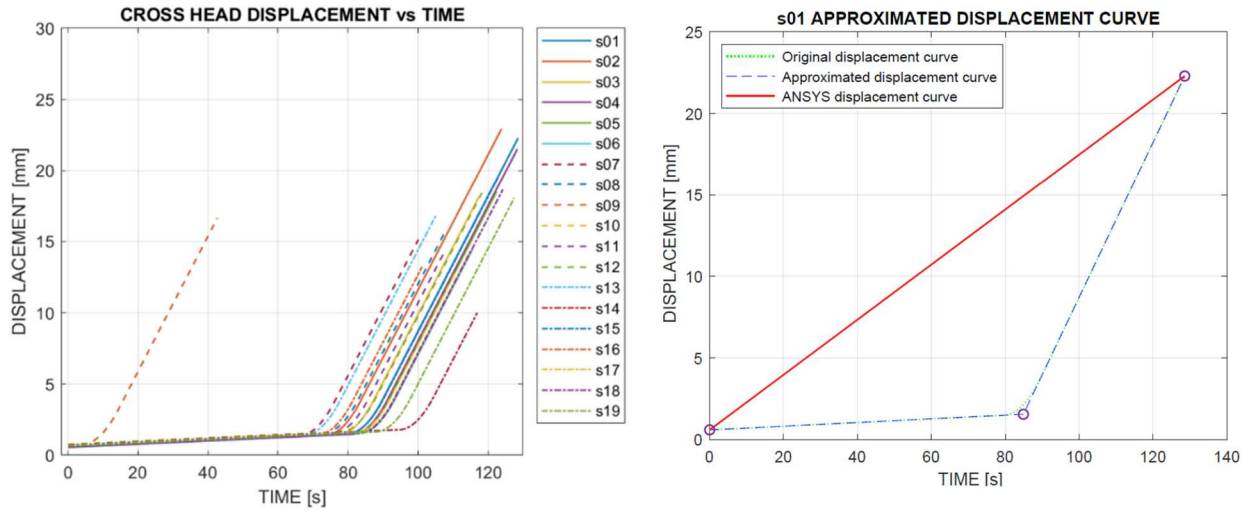 CROSS HEAD DISPLACEMENT vs TIME
30
25
20
15
10
5
0
DISPLACEMENT [mm]
0 20 40 60 80 100 120
TIME [s]
s01
s02
s03
s04
s05
s06
s07
s08
s09
s10
s11
s12
s13
s14
s15
s16
s17
s18
s19
s01 APPROXIMATED DISPLACEMENT CURVE
25
20
15
10
5
0
DISPLACEMENT [mm]
Original displacement curve
Approximated displacement curve
ANSYS displacement curve
0 20 40 60 80 100 120 140
TIME [s]